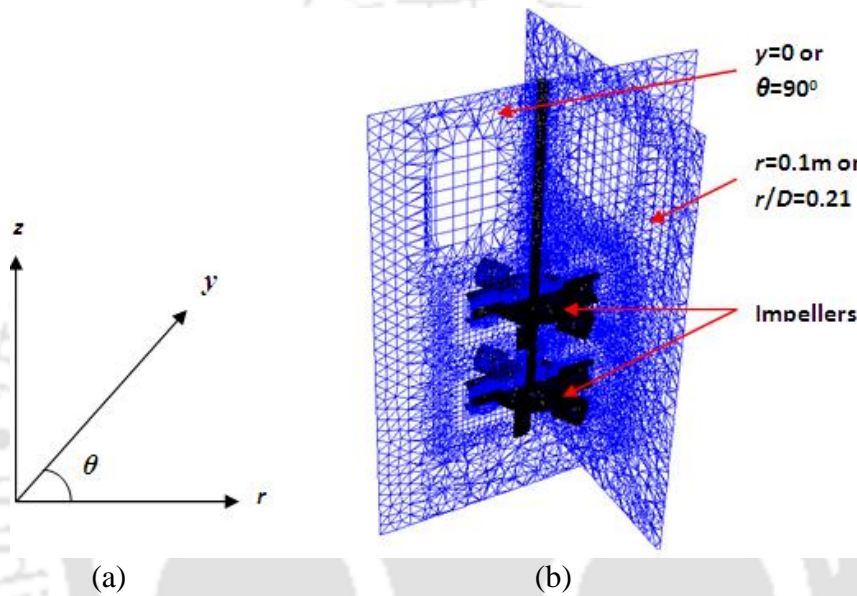 y=0 or
θ=90⁰
r=0.1m or
r/D=0.21
Impellers
z
y
θ
r
(a)
(b)